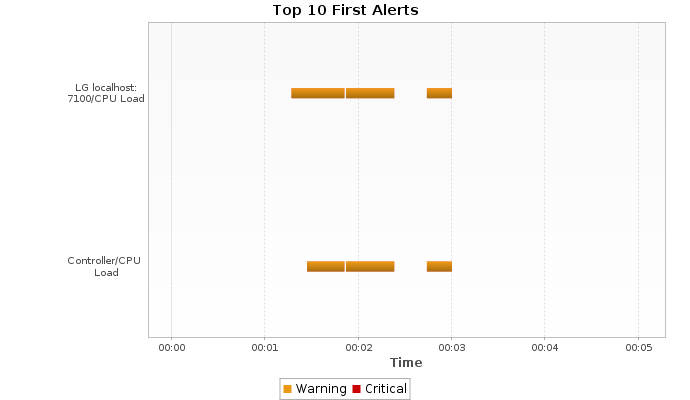 Top 10 First Alerts
LG localhost:
7100/CPU Load
Controller/CPU
Load
00:00 00:01 00:02 00:03 00:04 00:05
Time
Warning Critical